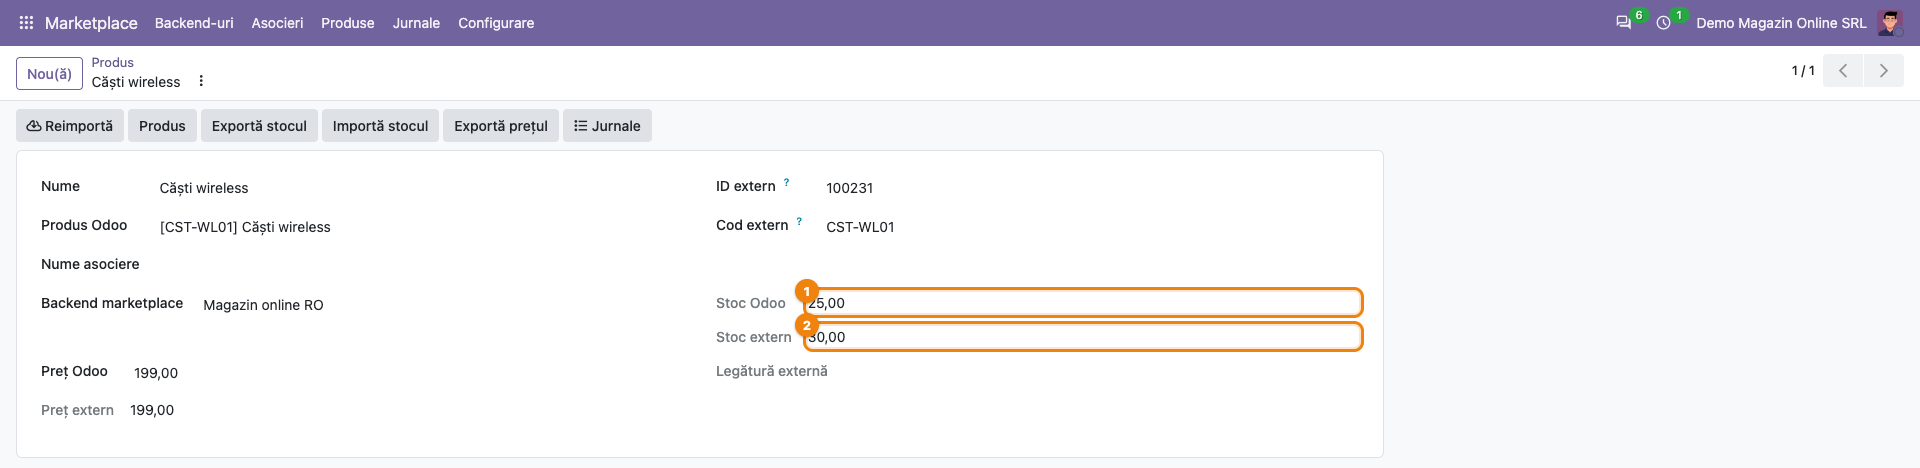 Marketplace Backend-uri Asocieri Produse Jurnale Configurare 6 1 Demo Magazin Online SRL
Nou(ă) Produs
Căști wireless
1 / 1
Reimportă Produs Exportă stocul Importă stocul Exportă prețul Jurnale
Nume Căști wireless
ID extern ? 100231
Produs Odoo [CST-WL01] Căști wireless
Cod extern ? CST-WL01
Nume asociere
Backend marketplace Magazin online RO
1
Stoc Odoo 25,00
2
Stoc extern 30,00
Preț Odoo 199,00
Legătură externă
Preț extern 199,00